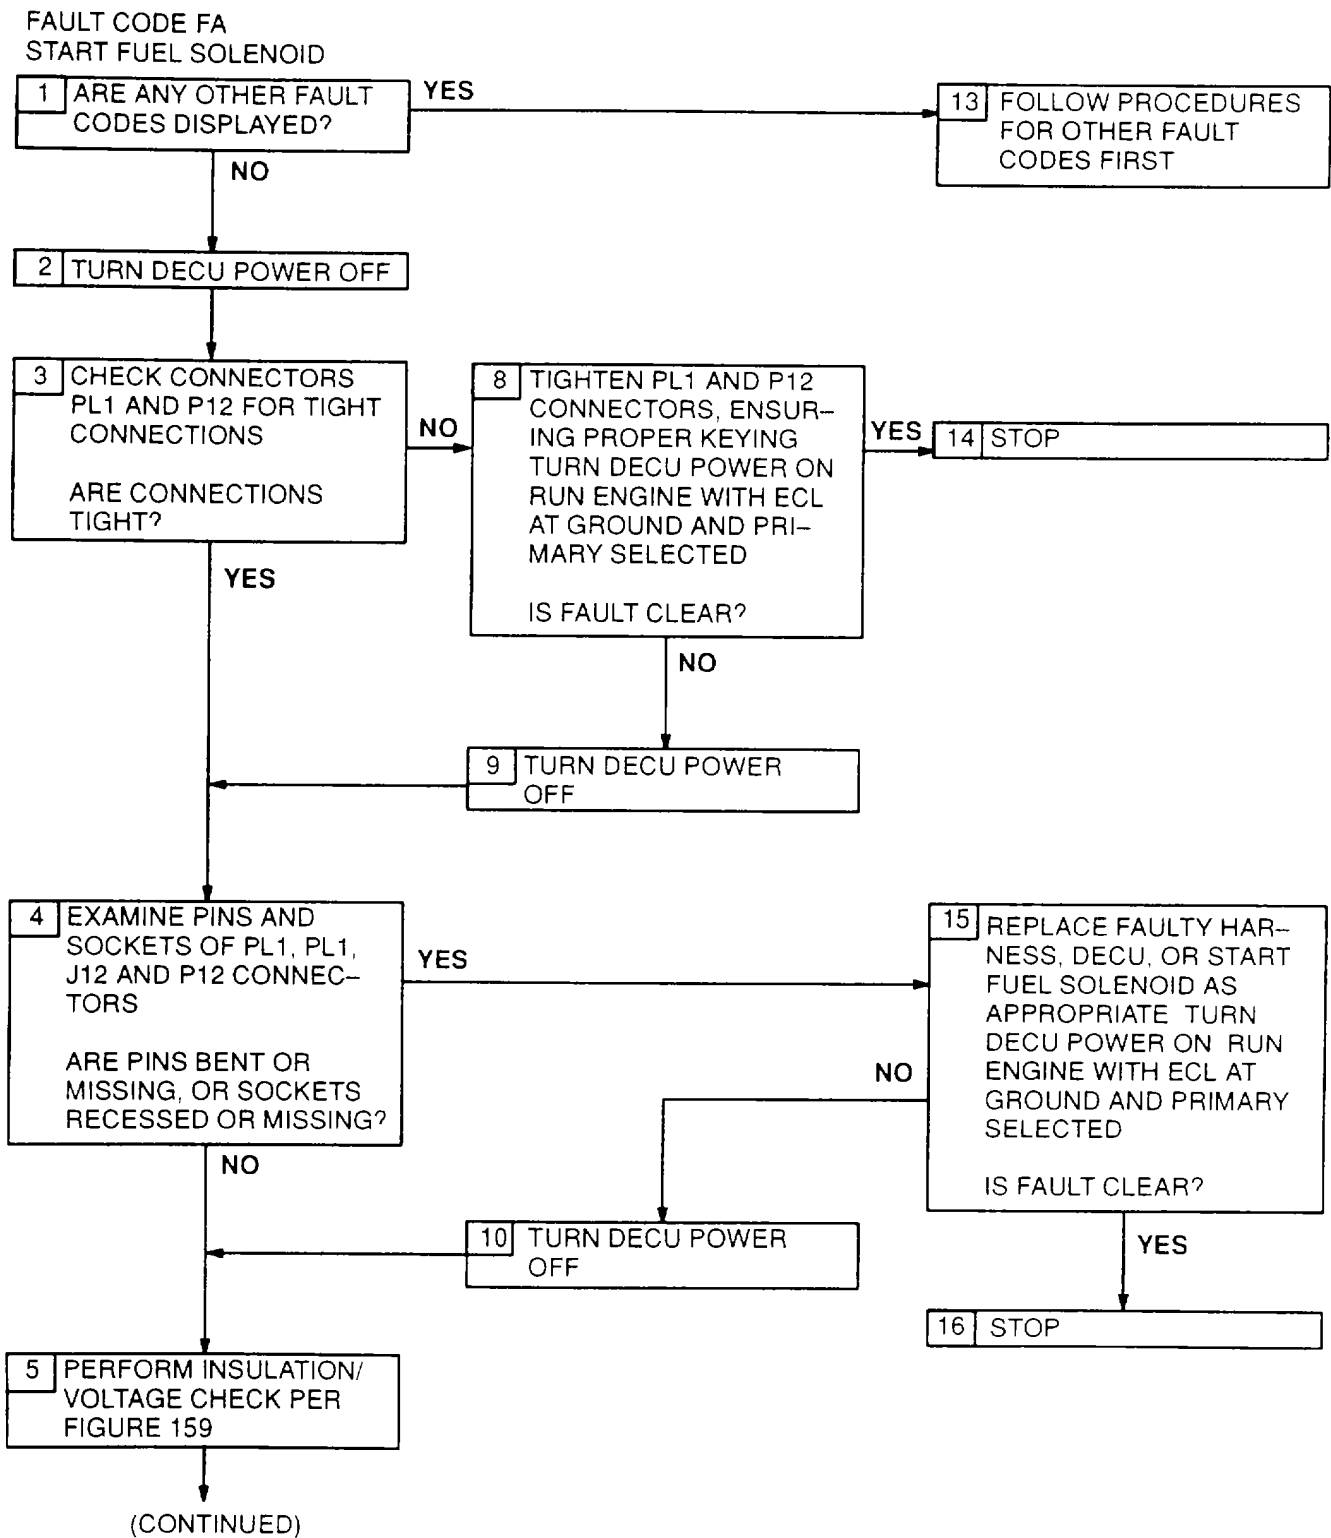 FAULT CODE FA
START FUEL SOLENOID
1 ARE ANY OTHER FAULT
CODES DISPLAYED?
YES
13 FOLLOW PROCEDURES
FOR OTHER FAULT
CODES FIRST
NO
2 TURN DECU POWER OFF
3 CHECK CONNECTORS
PL1 AND P12 FOR TIGHT
CONNECTIONS
ARE CONNECTIONS
TIGHT?
NO
8 TIGHTEN PL1 AND P12
CONNECTORS, ENSUR-
ING PROPER KEYING
TURN DECU POWER ON
RUN ENGINE WITH ECL
AT GROUND AND PRI-
MARY SELECTED
IS FAULT CLEAR?
YES
14 STOP
YES
NO
9 TURN DECU POWER
OFF
4 EXAMINE PINS AND
SOCKETS OF PL1, PL1,
J12 AND P12 CONNEC-
TORS
ARE PINS BENT OR
MISSING, OR SOCKETS
RECESSED OR MISSING?
YES
15 REPLACE FAULTY HAR-
NESS, DECU, OR START
FUEL SOLENOID AS
APPROPRIATE TURN
DECU POWER ON RUN
ENGINE WITH ECL AT
GROUND AND PRIMARY
SELECTED
IS FAULT CLEAR?
NO
NO
10 TURN DECU POWER
OFF
YES
16 STOP
5 PERFORM INSULATION/
VOLTAGE CHECK PER
FIGURE 159
(CONTINUED)